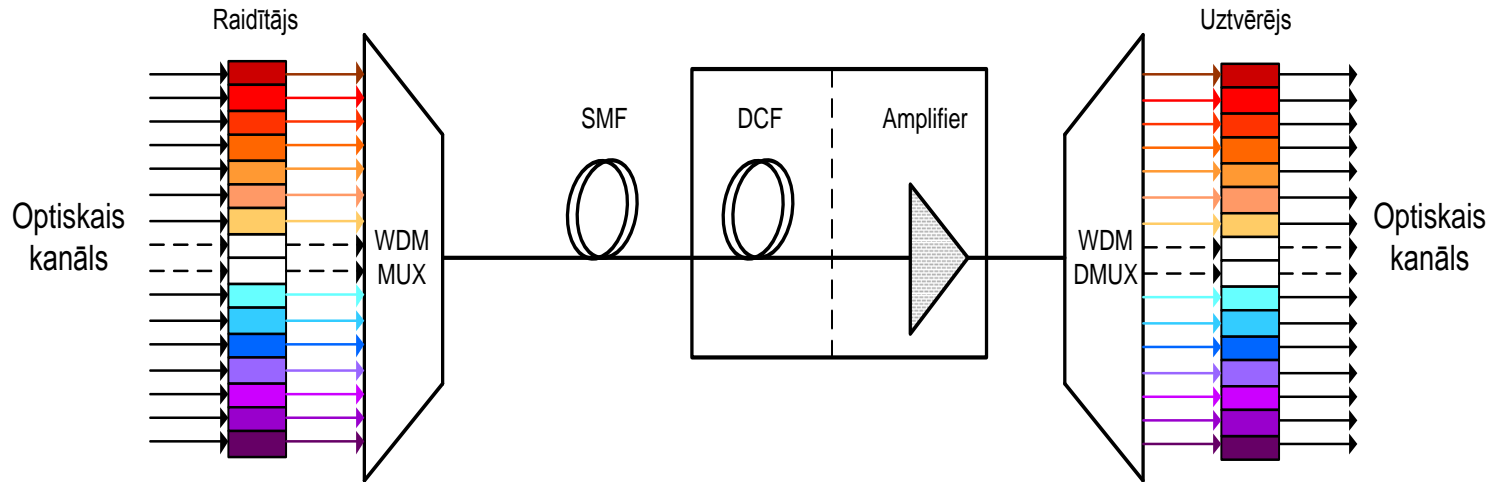 Raidītājs
Uztvērējs
SMF
DCF
Amplifier
Optiskais
kanāls
WDM
MUX
WDM
DMUX
Optiskais
kanāls